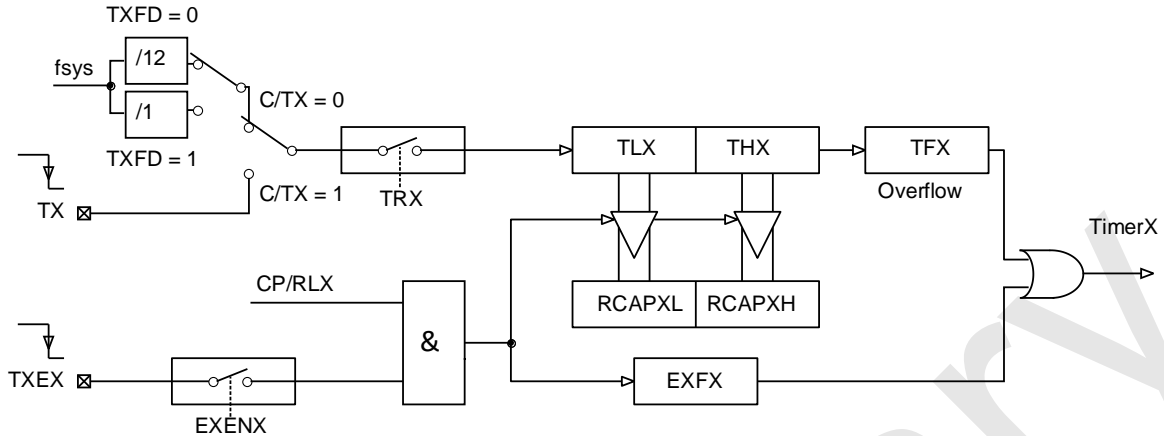 TXFD = 0
/12
fsys
C/TX = 0
/1
TXFD = 1
TX
C/TX = 1
TRX
TLX
THX
TFX
Overflow
TimerX
CP/RLX
RCAPXL
RCAPXH
&
TXEX
EXENX
EXFX
ry